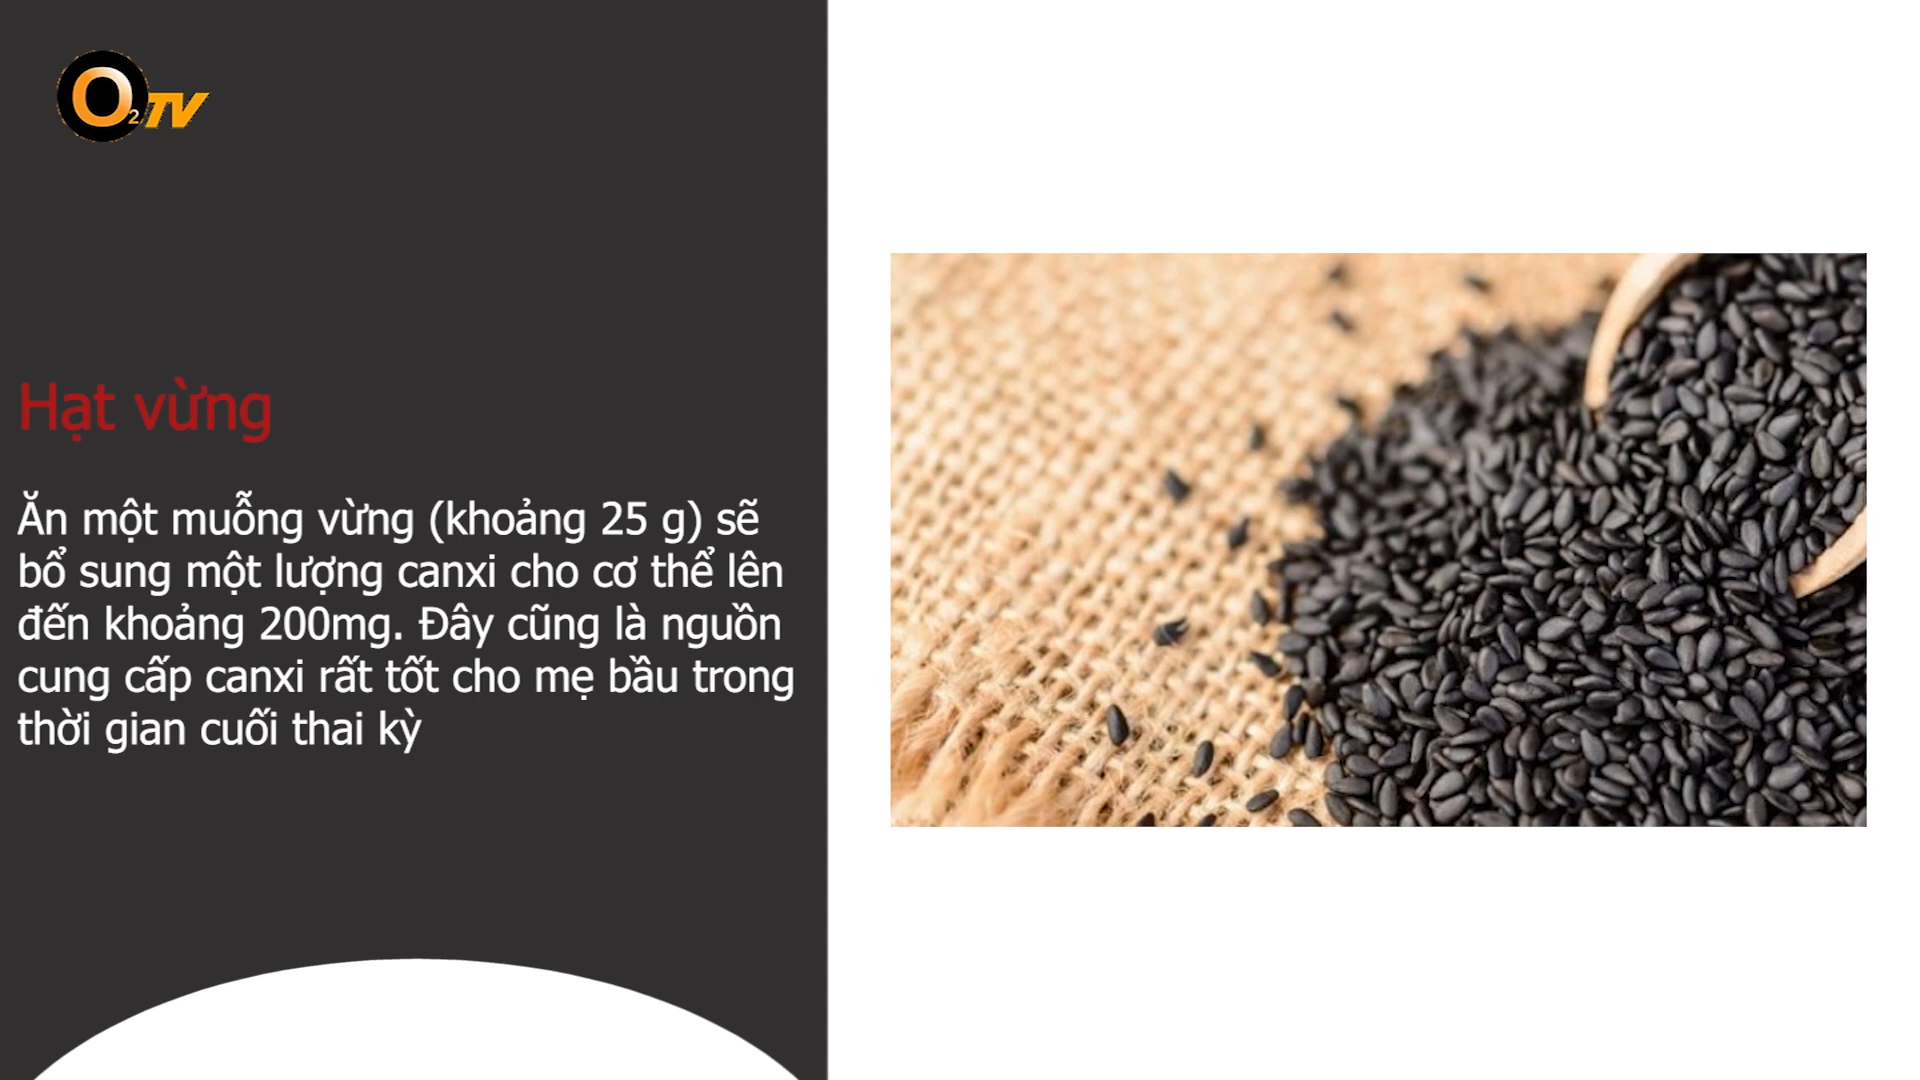 O2TV
Hạt vừng
Ăn một muỗng vừng (khoảng 25 g) sẽ
bổ sung một lượng canxi cho cơ thể lên
đến khoảng 200mg. Đây cũng là nguồn
cung cấp canxi rất tốt cho mẹ bầu trong
thời gian cuối thai kỳ